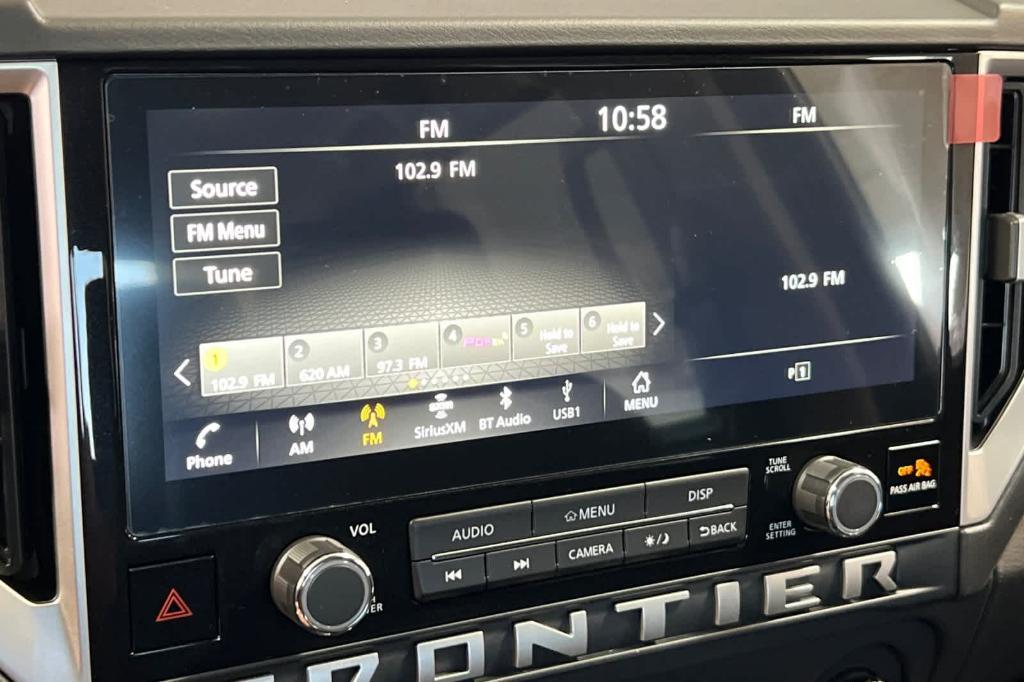 FM
10:58
FM
102.9 FM
Source
FM Menu
Tune
102.9 FM
1
102.9 FM
2
620 AM
3
97.3 FM
4
5
Hold to
Save
6
Hold to
Save
Phone
AM
FM
SiriusXM
BT Audio
USB1
MENU
P 1
VOL
AUDIO
MENU
DISP
CAMERA
BACK
TUNE
SCROLL
ENTER
SETTING
OFF
PASS AIR BAG
RONTIER